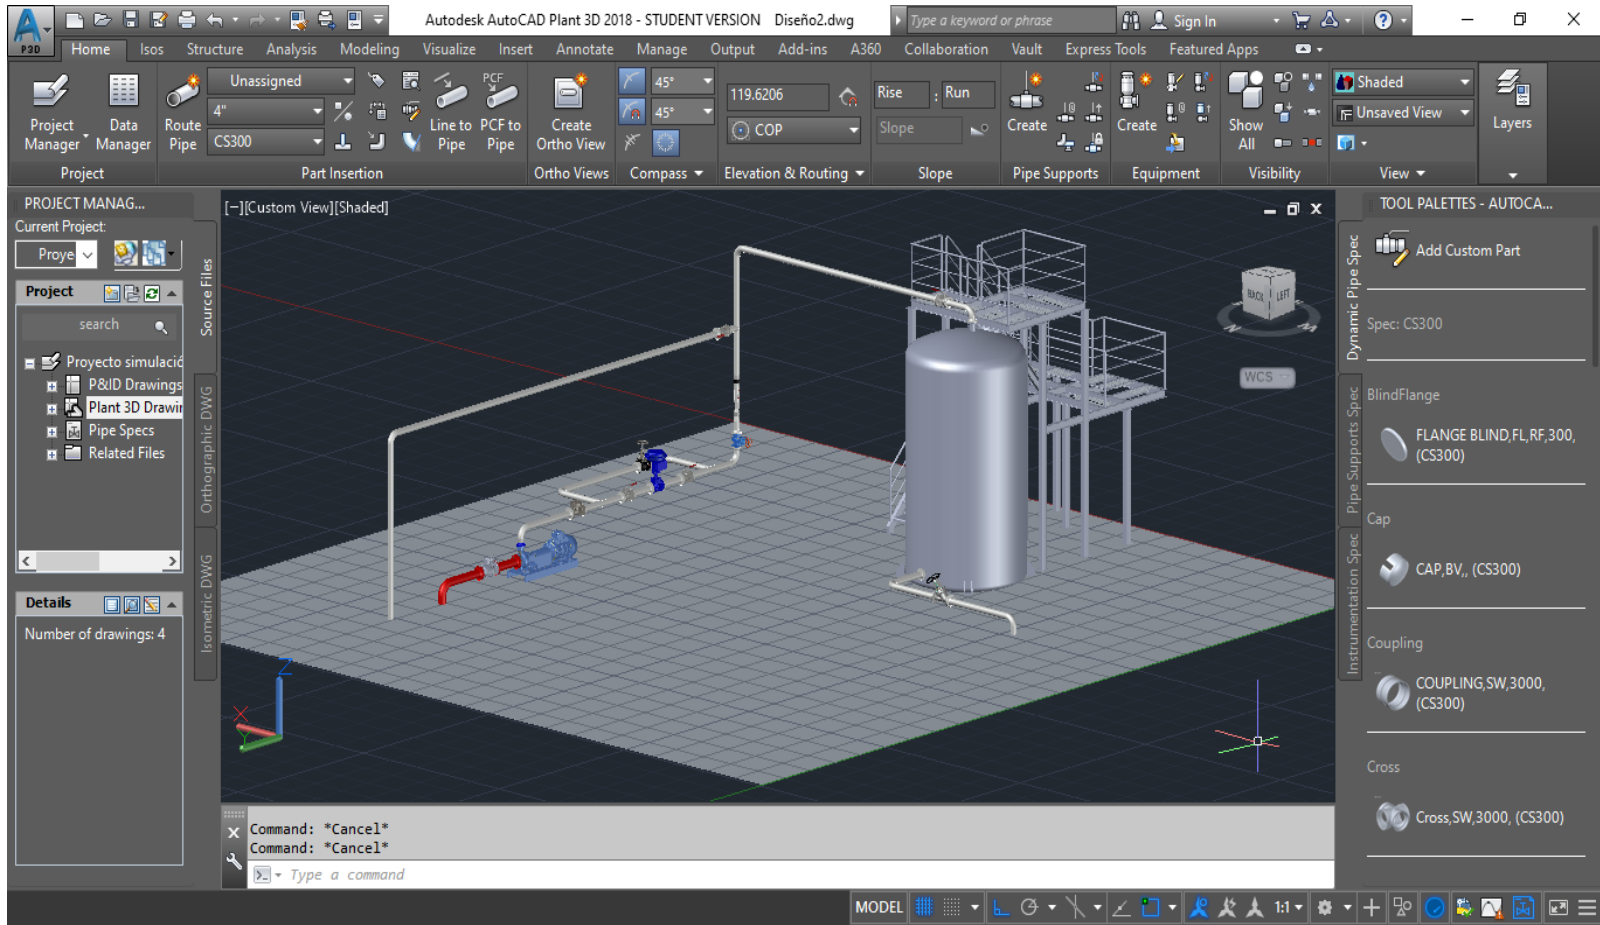 Autodesk AutoCAD Plant 3D 2018 - STUDENT VERSION Diseño2.dwg
Type a keyword or phrase
Sign In
P3D
Home Isos Structure Analysis Modeling Visualize Insert Annotate Manage Output Add-ins A360 Collaboration Vault Express Tools Featured Apps
Project Manager
Data Manager
Route Pipe
Unassigned
4"
CS300
Line to Pipe
PCF
PCF to Pipe
Create Ortho View
45°
45°
119.6206
COP
Rise : Run
Slope
Create
Create
Show All
Shaded
Unsaved View
Layers
Project Part Insertion Ortho Views Compass Elevation & Routing Slope Pipe Supports Equipment Visibility View
PROJECT MANAG...
Current Project:
Proye
Project
search
Proyecto simulació
P&ID Drawings
Plant 3D Drawin
Pipe Specs
Related Files
Details
Number of drawings: 4
Source Files
Orthographic DWG
Isometric DWG
[−][Custom View][Shaded]
BACK LEFT
N
WCS
Z
X
Y
Command: *Cancel*
Command: *Cancel*
Type a command
TOOL PALETTES - AUTOCA...
Dynamic Pipe Spec
Pipe Supports Spec
Instrumentation Spec
Add Custom Part
Spec: CS300
BlindFlange
FLANGE BLIND,FL,RF,300,
(CS300)
Cap
CAP,BV,, (CS300)
Coupling
COUPLING,SW,3000,
(CS300)
Cross
Cross,SW,3000, (CS300)
MODEL
1:1